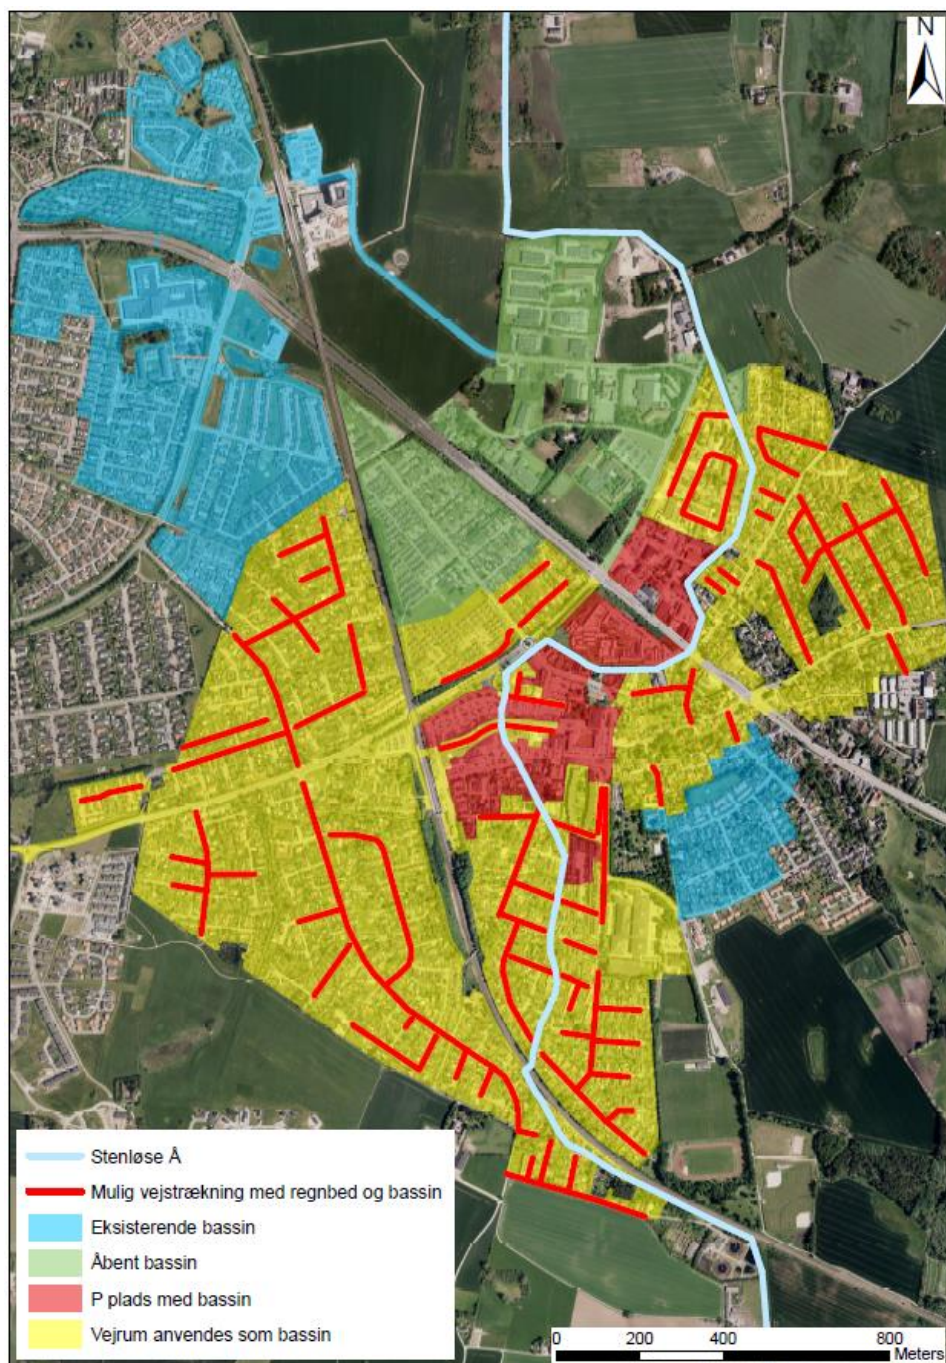 N
Stenløse Å
Mulig vejstrækning med regnbed og bassin
Eksisterende bassin
Åbent bassin
P plads med bassin
Vejrum anvendes som bassin
0 200 400 800
Meters